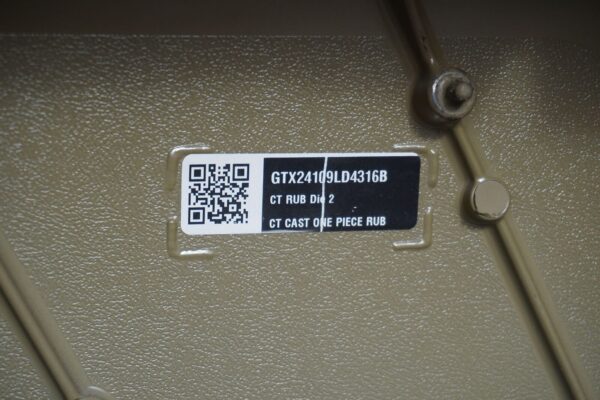 GTX24109LD4316B
CT RUB Die 2
CT CAST ONE PIECE RUB